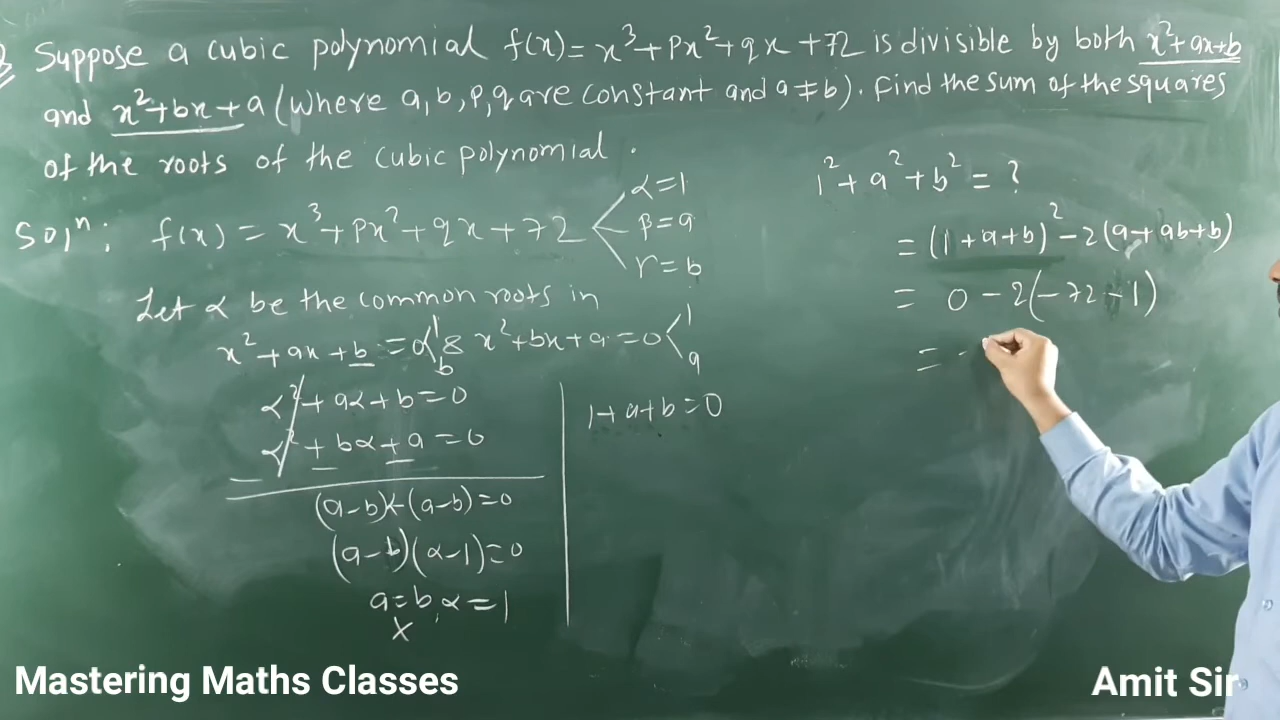 Suppose a cubic polynomial f(x) = x³+px²+qx+72 is divisible by both x²+ax+b
and x²+bx+a (Where a, b, p, q are constant and a ≠ b). Find the sum of the squares
of the roots of the cubic polynomial.
Solⁿ: f(x) = x³+px²+qx+72
α=1
β=a
γ=b
Let α be the common roots in
x²+ax+b = 0 < 1 b & x²+bx+a = 0 < 1 a
α²+aα+b=0
α²+bα+a=0
(a-b)α-(a-b)=0
(a-b)(α-1)=0
a=b, α=1
×
1+a+b=0
1²+a²+b² = ?
= (1+a+b)²-2(a+ab+b)
= 0-2(-72-1)
= -
Mastering Maths Classes
Amit Sir